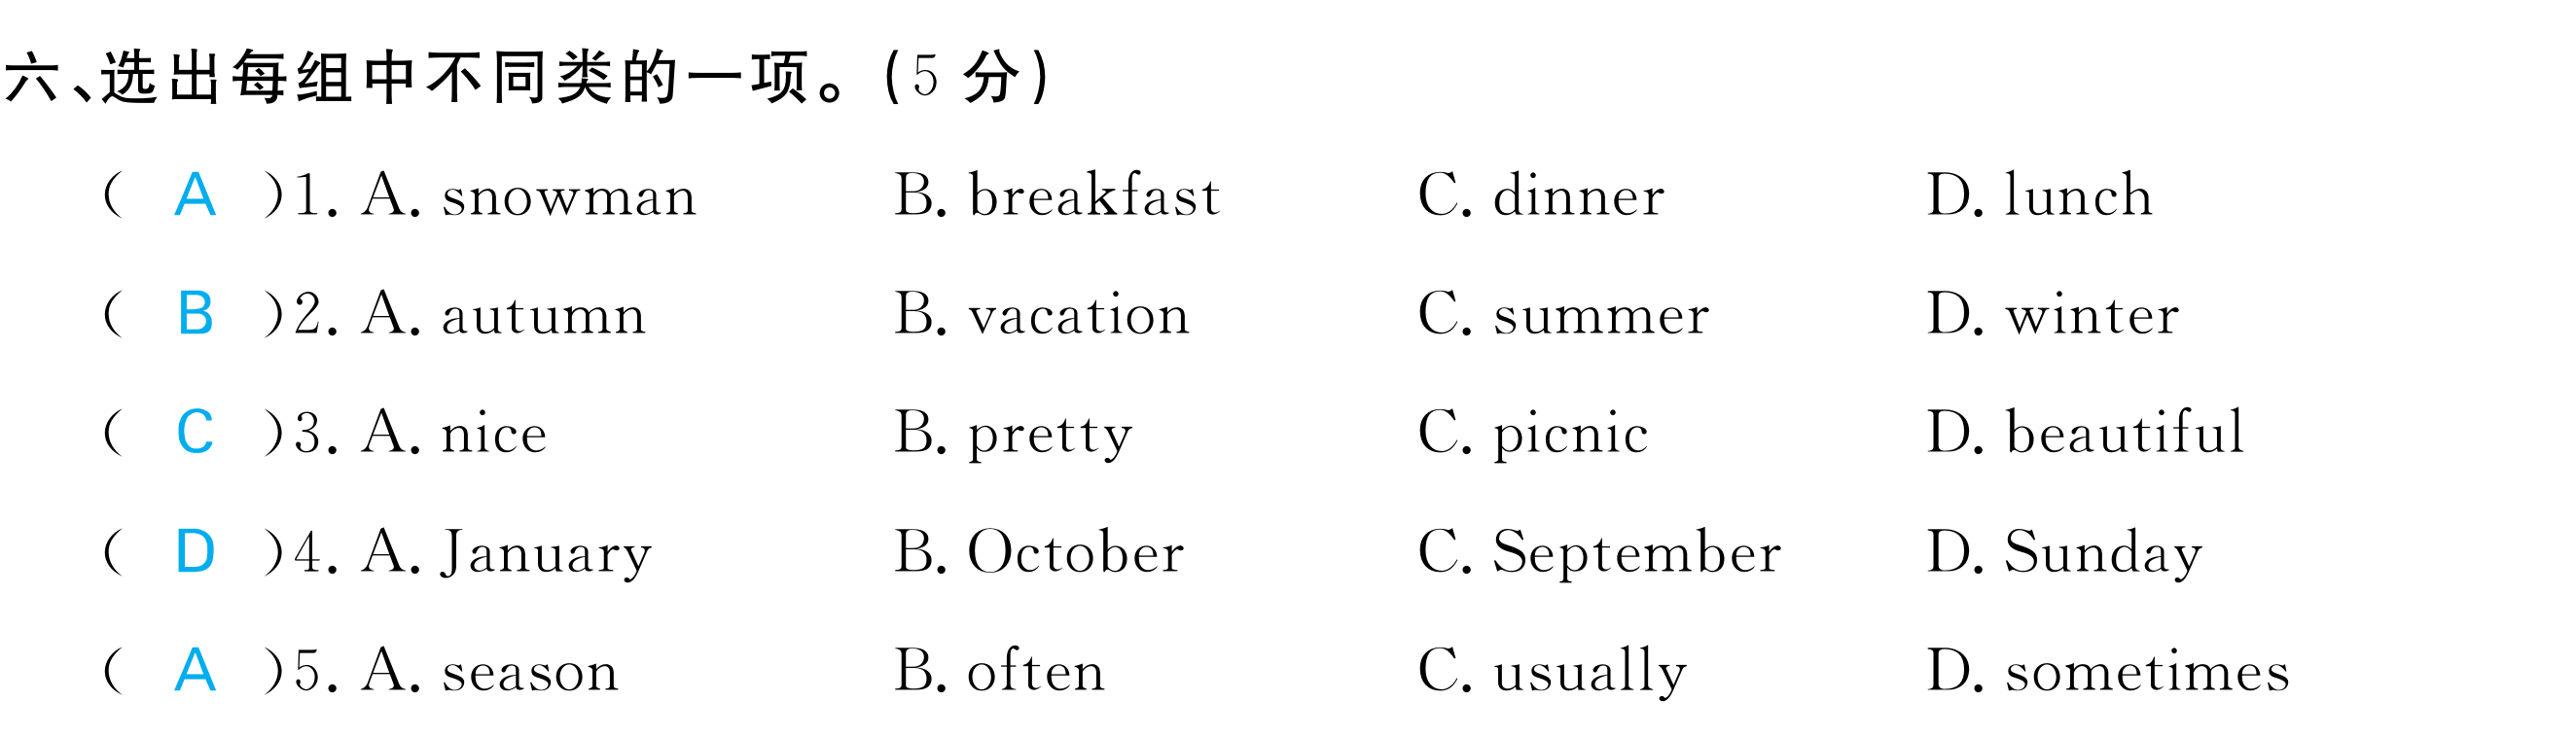 六、选出每组中不同类的一项。(5 分)
( A )1. A. snowman B. breakfast C. dinner D. lunch
( B )2. A. autumn B. vacation C. summer D. winter
( C )3. A. nice B. pretty C. picnic D. beautiful
( D )4. A. January B. October C. September D. Sunday
( A )5. A. season B. often C. usually D. sometimes